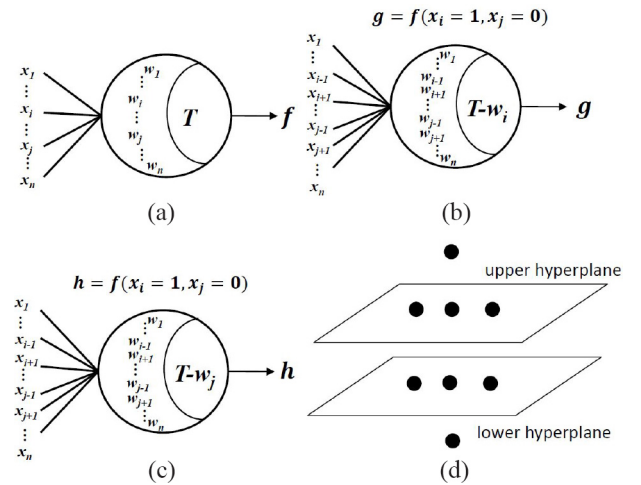 x1
⋮
xi
⋮
xj
⋮
xn
w1
⋮
wi
⋮
wj
⋮
wn
T
f
(a)
g = f(xi = 1, xj = 0)
x1
⋮
xi-1
xi+1
⋮
xj-1
xj+1
⋮
xn
w1
⋮
wi-1
wi+1
⋮
wj-1
wj+1
⋮
wn
T-wi
g
(b)
h = f(xi = 1, xj = 0)
x1
⋮
xi-1
xi+1
⋮
xj-1
xj+1
⋮
xn
w1
⋮
wi-1
wi+1
⋮
wj-1
wj+1
⋮
wn
T-wj
h
(c)
upper hyperplane
lower hyperplane
(d)